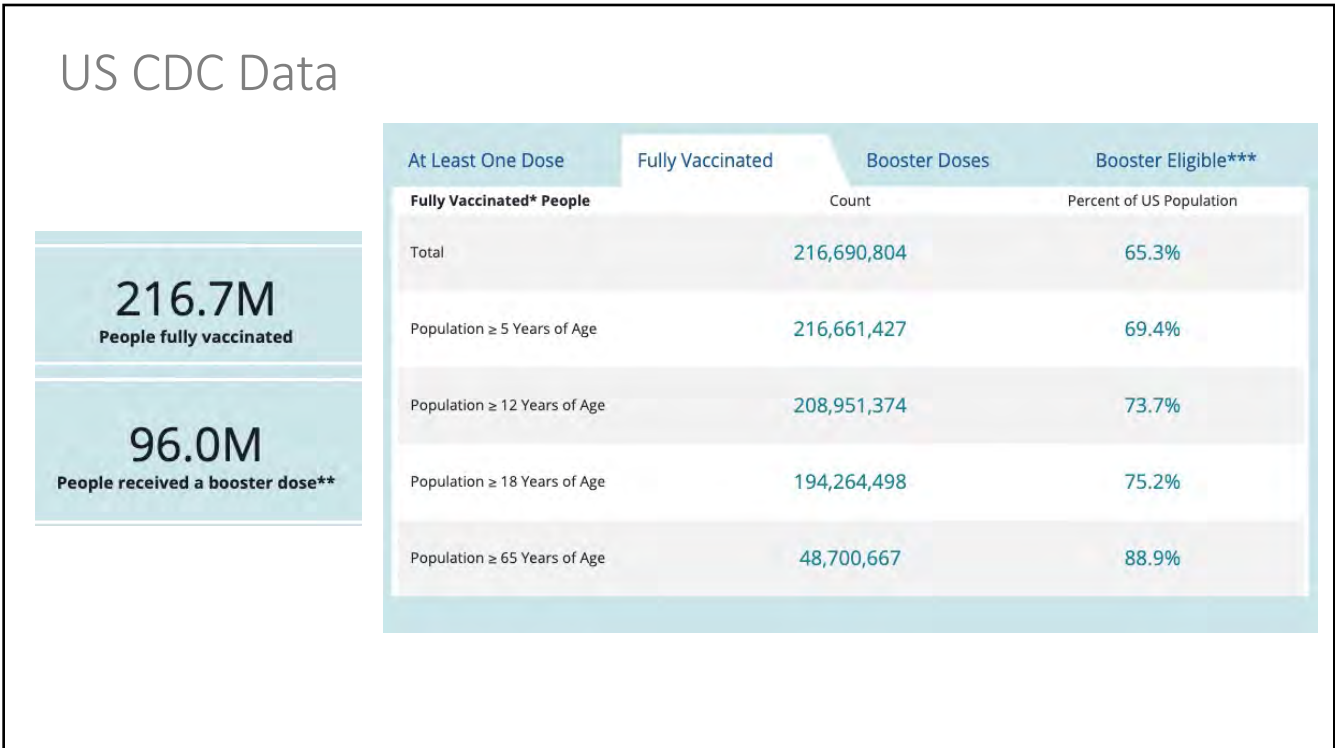 US CDC Data
216.7M
People fully vaccinated
96.0M
People received a booster dose**
At Least One Dose Fully Vaccinated Booster Doses Booster Eligible***
Fully Vaccinated* People Count Percent of US Population
Total 216,690,804 65.3%
Population ≥ 5 Years of Age 216,661,427 69.4%
Population ≥ 12 Years of Age 208,951,374 73.7%
Population ≥ 18 Years of Age 194,264,498 75.2%
Population ≥ 65 Years of Age 48,700,667 88.9%